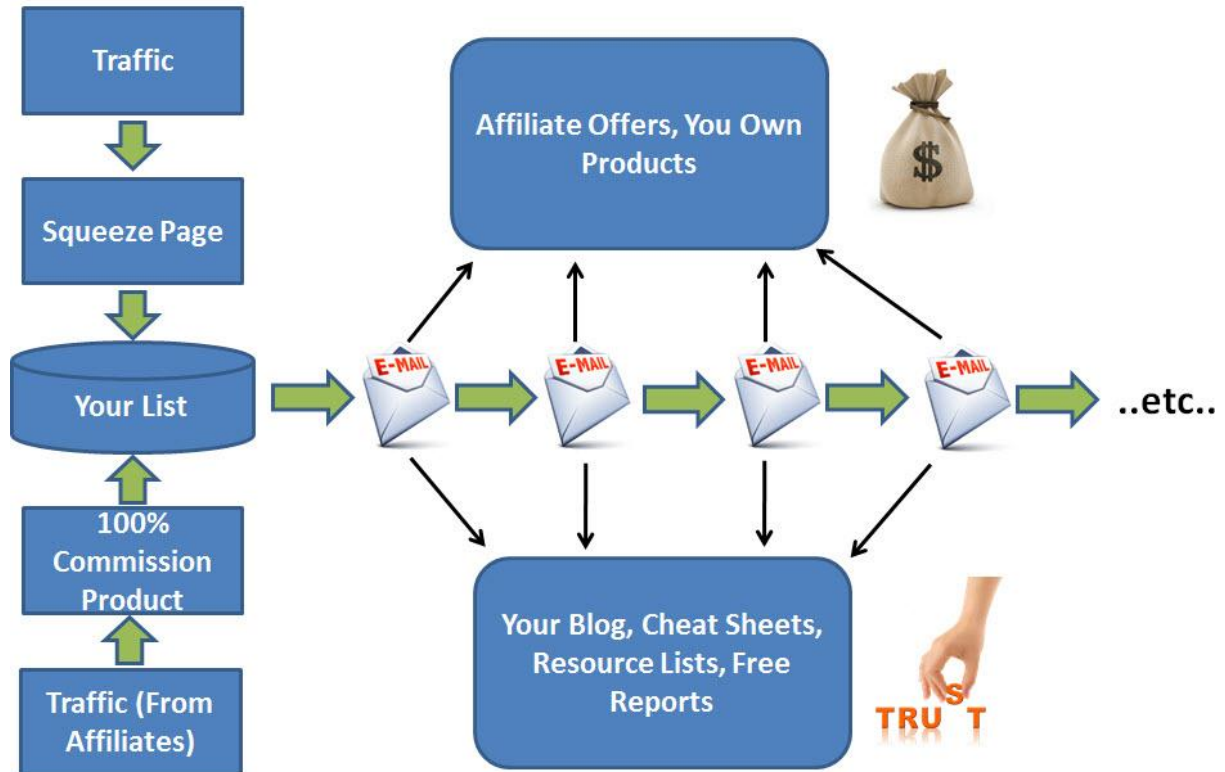 Traffic
Squeeze Page
Your List
100%
Commission
Product
Traffic (From
Affiliates)
Affiliate Offers, You Own
Products
$
E-MAIL
E-MAIL
E-MAIL
E-MAIL
..etc..
Your Blog, Cheat Sheets,
Resource Lists, Free
Reports
TRUST